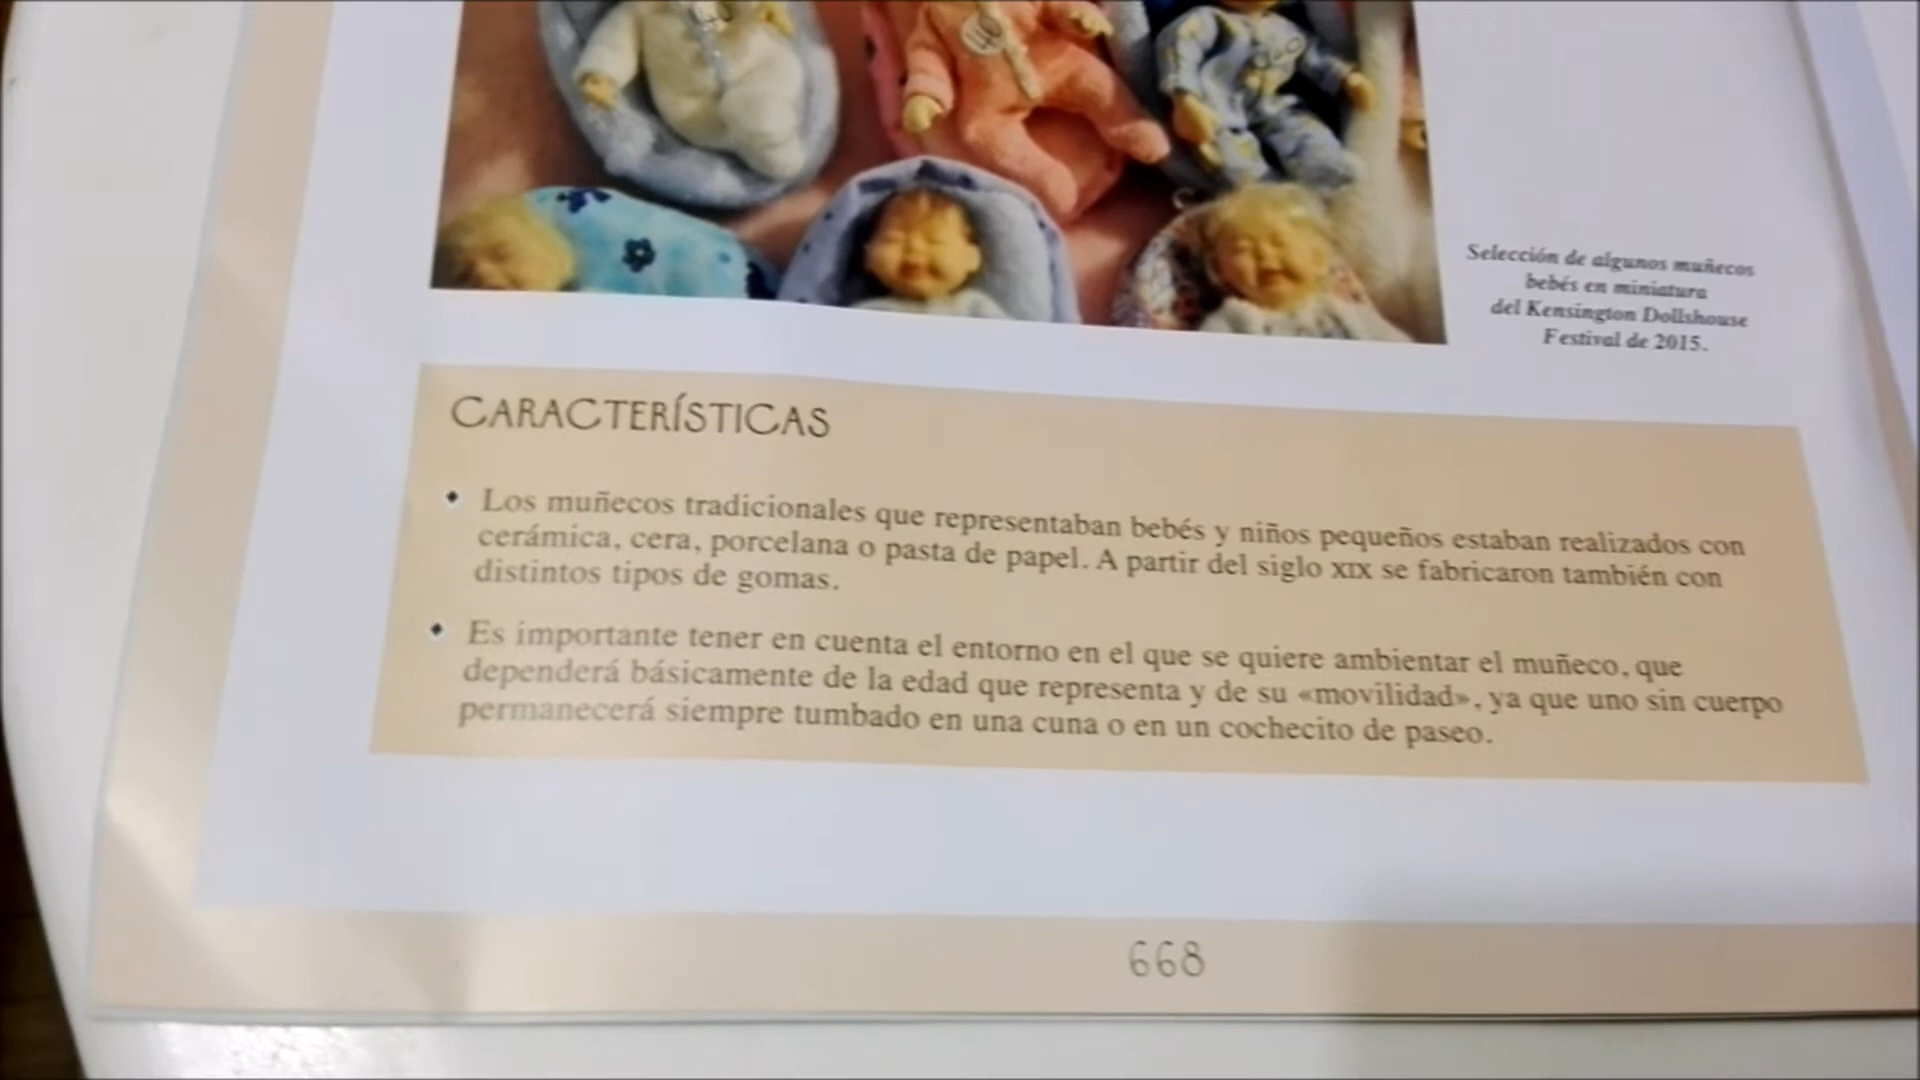 40
Selección de algunos muñecos
bebés en miniatura
del Kensington Dollshouse
Festival de 2015.
CARACTERÍSTICAS
Los muñecos tradicionales que representaban bebés y niños pequeños estaban realizados con
cerámica, cera, porcelana o pasta de papel. A partir del siglo XIX se fabricaron también con
distintos tipos de gomas.
Es importante tener en cuenta el entorno en el que se quiere ambientar el muñeco, que
dependerá básicamente de la edad que representa y de su «movilidad», ya que uno sin cuerpo
permanecerá siempre tumbado en una cuna o en un cochecito de paseo.
668